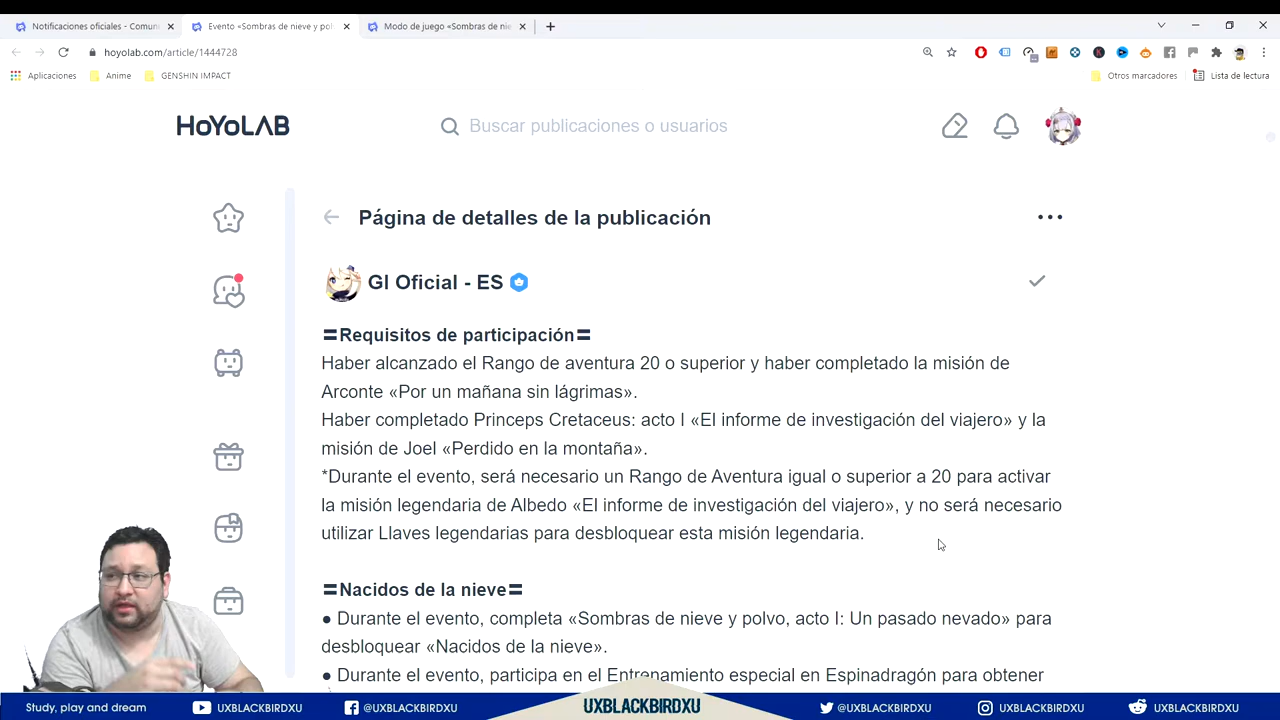 Notificaciones oficiales - Comuni
Evento «Sombras de nieve y pol
Modo de juego «Sombras de nie
hoyolab.com/article/1444728
Aplicaciones
Anime
GENSHIN IMPACT
Otros marcadores
Lista de lectura
HoYoLAB
Buscar publicaciones o usuarios
Página de detalles de la publicación
GI Oficial - ES
〓Requisitos de participación〓
Haber alcanzado el Rango de aventura 20 o superior y haber completado la misión de
Arconte «Por un mañana sin lágrimas».
Haber completado Princeps Cretaceus: acto I «El informe de investigación del viajero» y la
misión de Joel «Perdido en la montaña».
*Durante el evento, será necesario un Rango de Aventura igual o superior a 20 para activar
la misión legendaria de Albedo «El informe de investigación del viajero», y no será necesario
utilizar Llaves legendarias para desbloquear esta misión legendaria.
〓Nacidos de la nieve〓
● Durante el evento, completa «Sombras de nieve y polvo, acto I: Un pasado nevado» para
desbloquear «Nacidos de la nieve».
● Durante el evento, participa en el Entrenamiento especial en Espinadragón para obtener
Study, play and dream
UXBLACKBIRDXU
@UXBLACKBIRDXU
UXBLACKBIRDXU
@UXBLACKBIRDXU
UXBLACKBIRDXU
UXBLACKBIRDXU